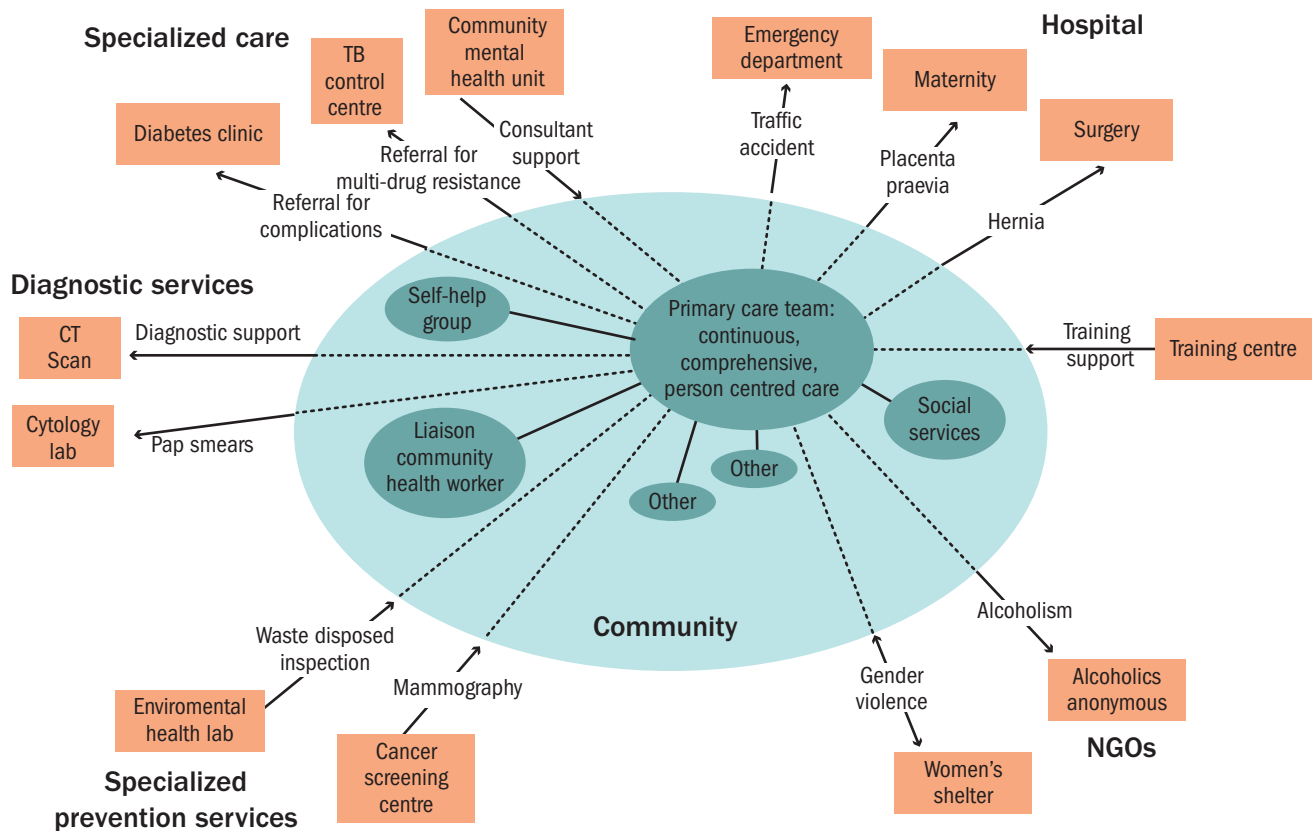 Specialized care
TB
control
centre
Community
mental
health unit
Emergency
department
Hospital
Maternity
Surgery
Diabetes clinic
Consultant
support
Traffic
accident
Placenta
praevia
Hernia
Referral for
multi-drug resistance
Referral for
complications
Diagnostic services
CT
Scan
Diagnostic support
Cytology
lab
Pap smears
Self-help
group
Primary care team:
continuous,
comprehensive,
person centred care
Training
support
Training centre
Social
services
Liaison
community
health worker
Other
Other
Community
Waste disposed
inspection
Mammography
Enviromental
health lab
Cancer
screening
centre
Specialized
prevention services
Gender
violence
Women's
shelter
Alcoholism
Alcoholics
anonymous
NGOs